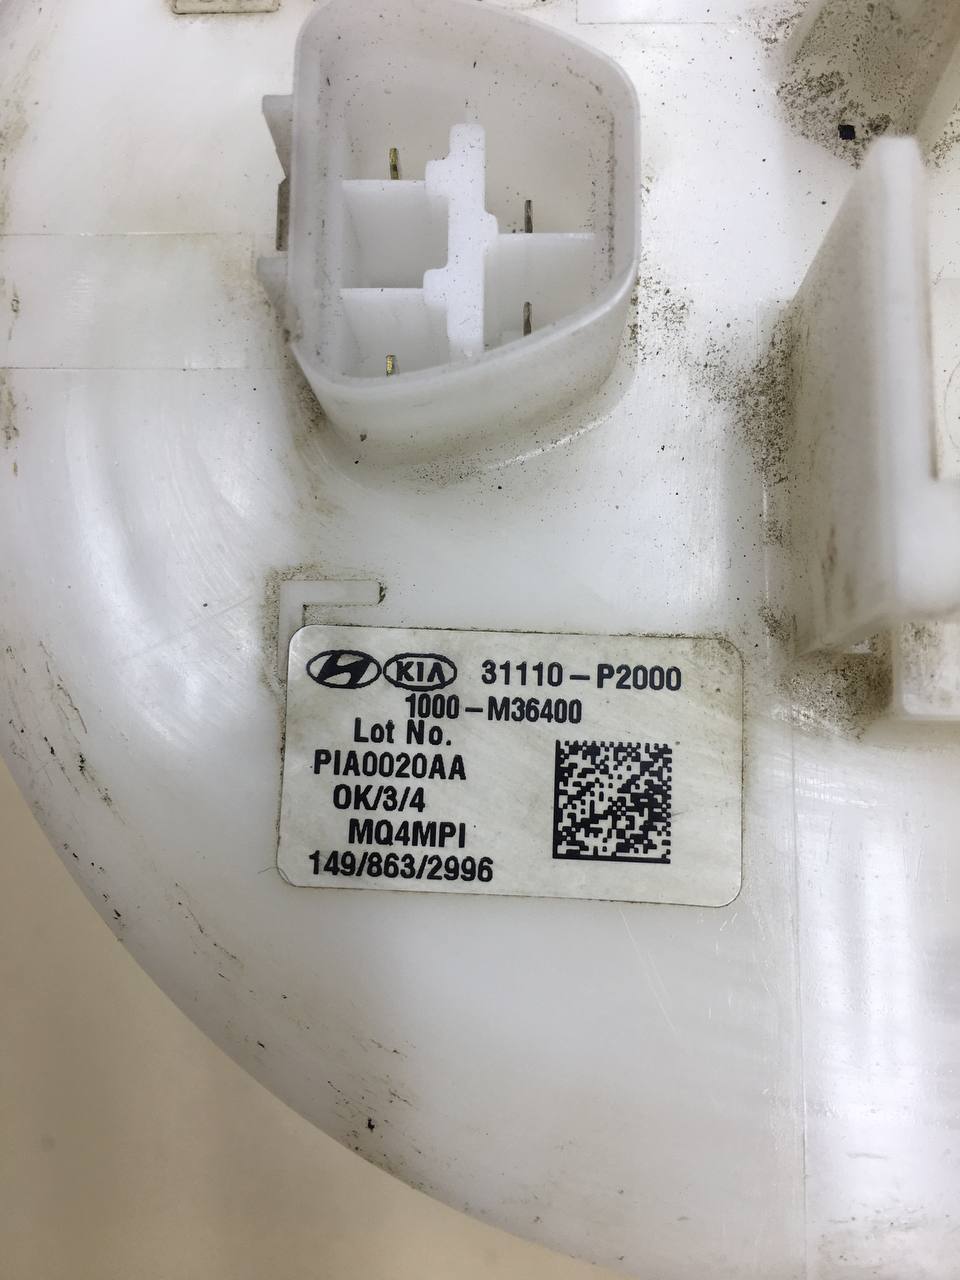 KIA 31110-P2000
1000-M36400
Lot No.
PIA0020AA
OK/3/4
MQ4MPI
149/863/2996